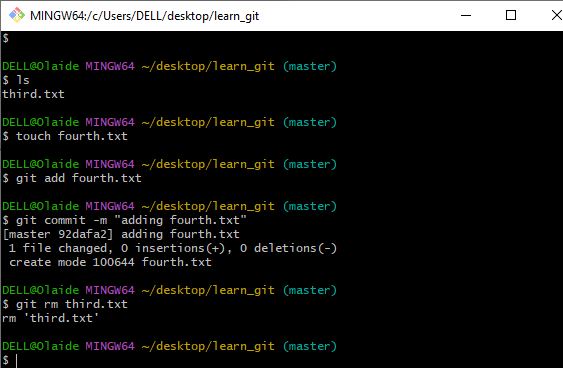 MINGW64:/c/Users/DELL/desktop/learn_git
$
DELL@Olaide MINGW64 ~/desktop/learn_git (master)
$ ls
third.txt
DELL@Olaide MINGW64 ~/desktop/learn_git (master)
$ touch fourth.txt
DELL@Olaide MINGW64 ~/desktop/learn_git (master)
$ git add fourth.txt
DELL@Olaide MINGW64 ~/desktop/learn_git (master)
$ git commit -m "adding fourth.txt"
[master 92dafa2] adding fourth.txt
 1 file changed, 0 insertions(+), 0 deletions(-)
 create mode 100644 fourth.txt
DELL@Olaide MINGW64 ~/desktop/learn_git (master)
$ git rm third.txt
rm 'third.txt'
DELL@Olaide MINGW64 ~/desktop/learn_git (master)
$